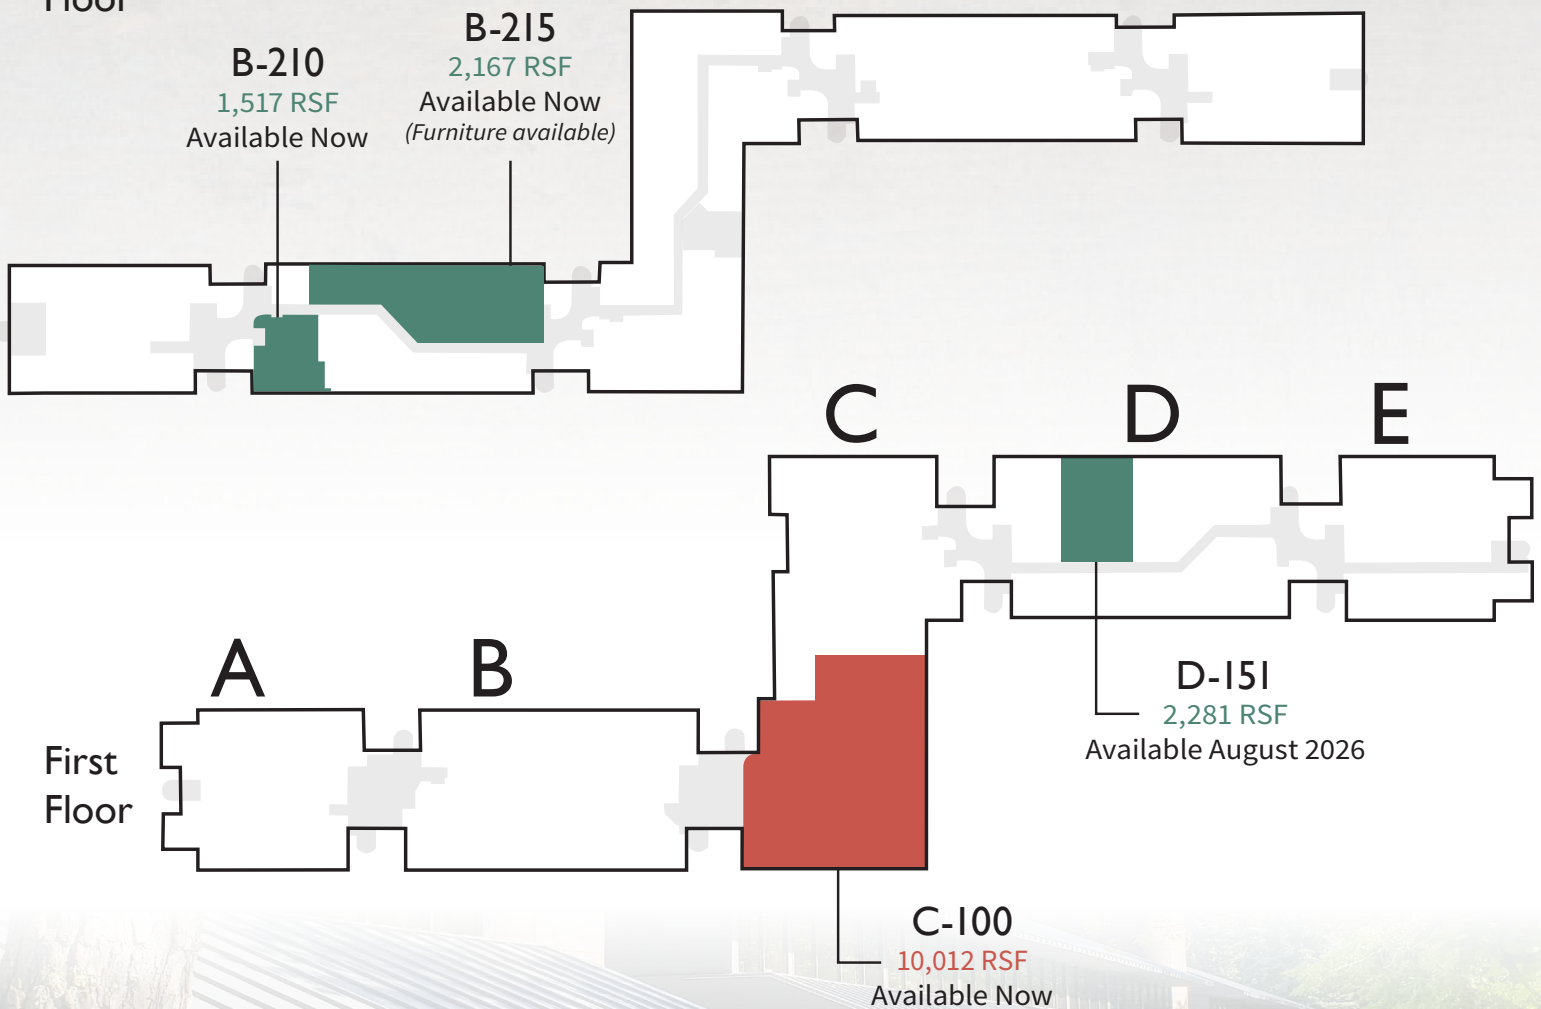 Floor
B-210
1,517 RSF
Available Now
B-215
2,167 RSF
Available Now
(Furniture available)
C
D
E
A
B
First
Floor
D-151
2,281 RSF
Available August 2026
C-100
10,012 RSF
Available Now